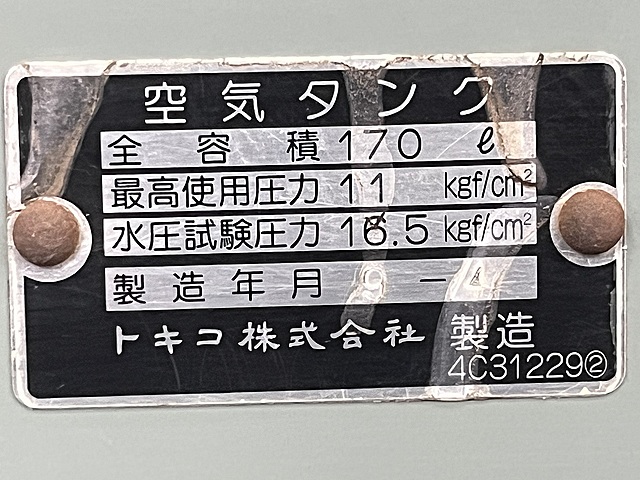 空気タンク
全容積 170 ℓ
最高使用圧力 11 kgf/cm²
水圧試験圧力 16.5 kgf/cm²
製造年月 —
トキコ株式会社 製造
4C31229②